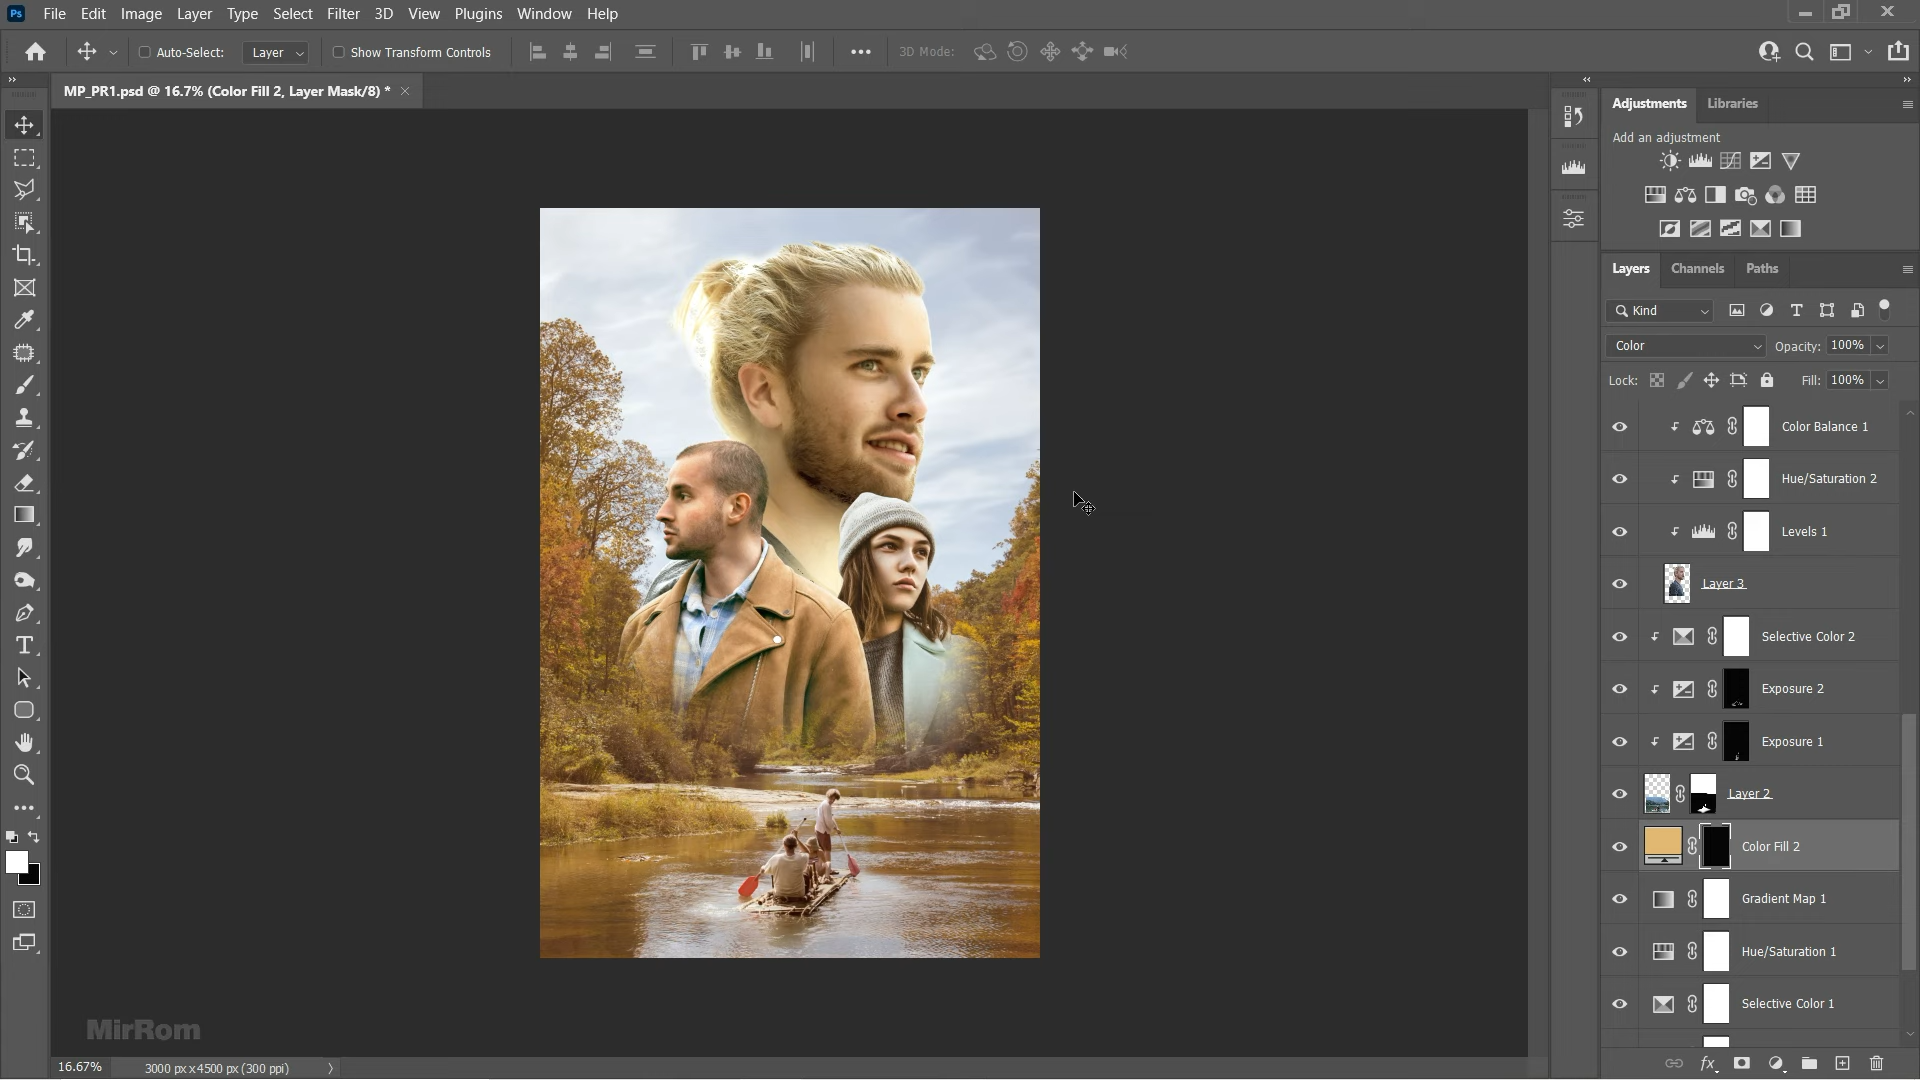 Ps File Edit Image Layer Type Select Filter 3D View Plugins Window Help
Auto-Select: Layer Show Transform Controls 3D Mode:
MP_PR1.psd @ 16.7% (Color Fill 2, Layer Mask/8) *
Adjustments Libraries
Add an adjustment
Layers Channels Paths
Kind
Color Opacity: 100%
Lock: Fill: 100%
Color Balance 1
Hue/Saturation 2
Levels 1
Layer 3
Selective Color 2
Exposure 2
Exposure 1
Layer 2
Color Fill 2
Gradient Map 1
Hue/Saturation 1
Selective Color 1
MirRom
16.67% 3000 px x 4500 px (300 ppi)
fx